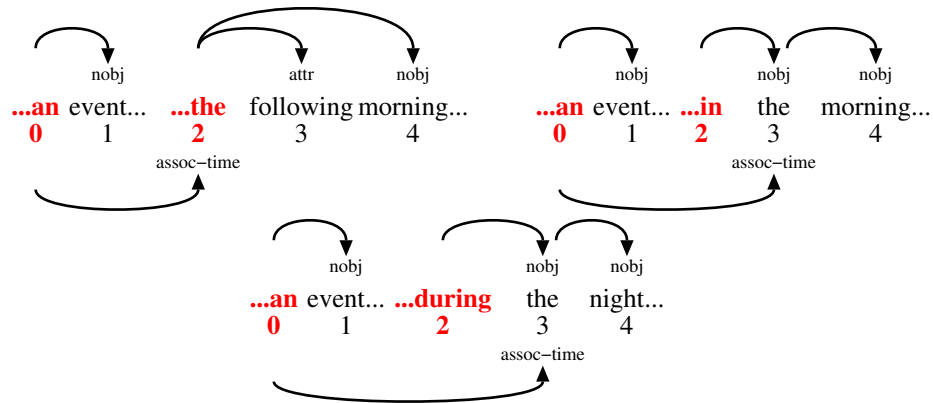 nobj attr nobj
...an event... ...the following morning...
0 1 2 3 4
assoc-time
nobj nobj nobj
...an event... ...in the morning...
0 1 2 3 4
assoc-time
nobj nobj nobj
...an event... ...during the night...
0 1 2 3 4
assoc-time